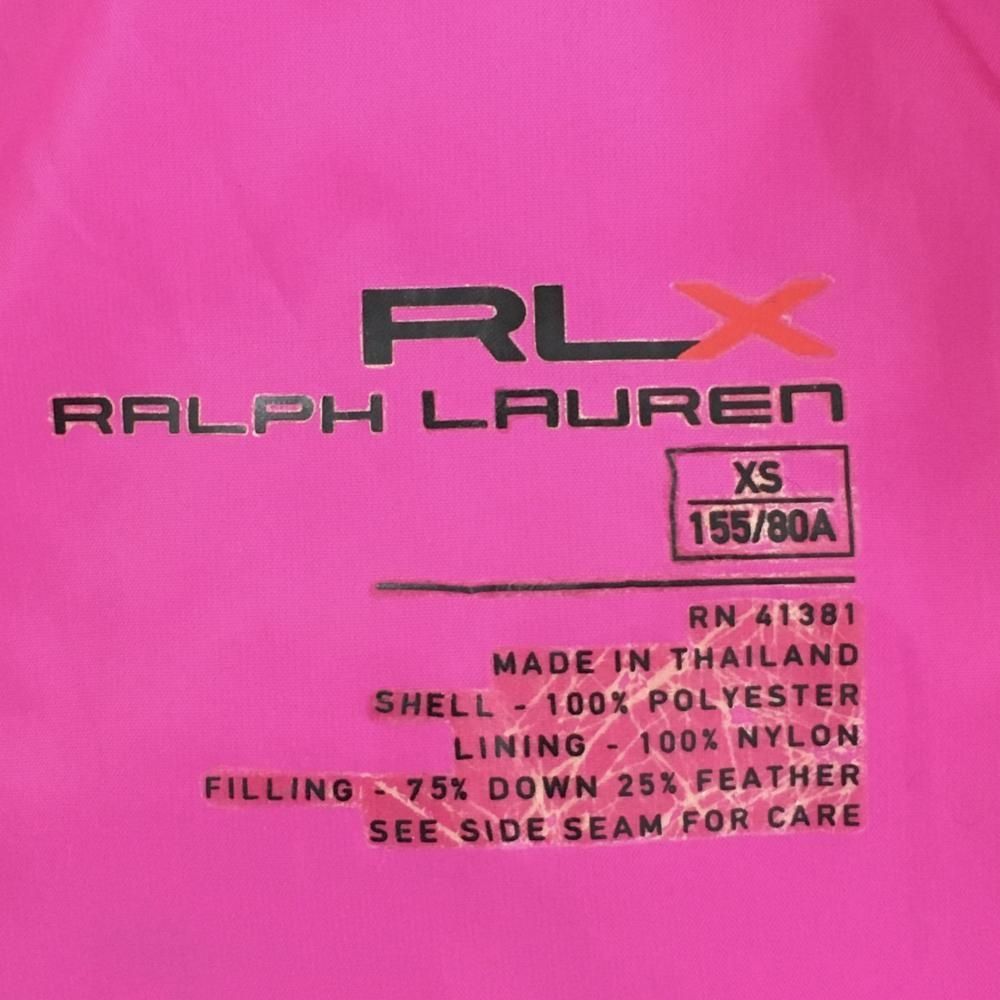 RLX
RALPH LAUREN
XS
155/80A
RN 41381
MADE IN THAILAND
SHELL - 100% POLYESTER
LINING - 100% NYLON
FILLING - 75% DOWN 25% FEATHER
SEE SIDE SEAM FOR CARE